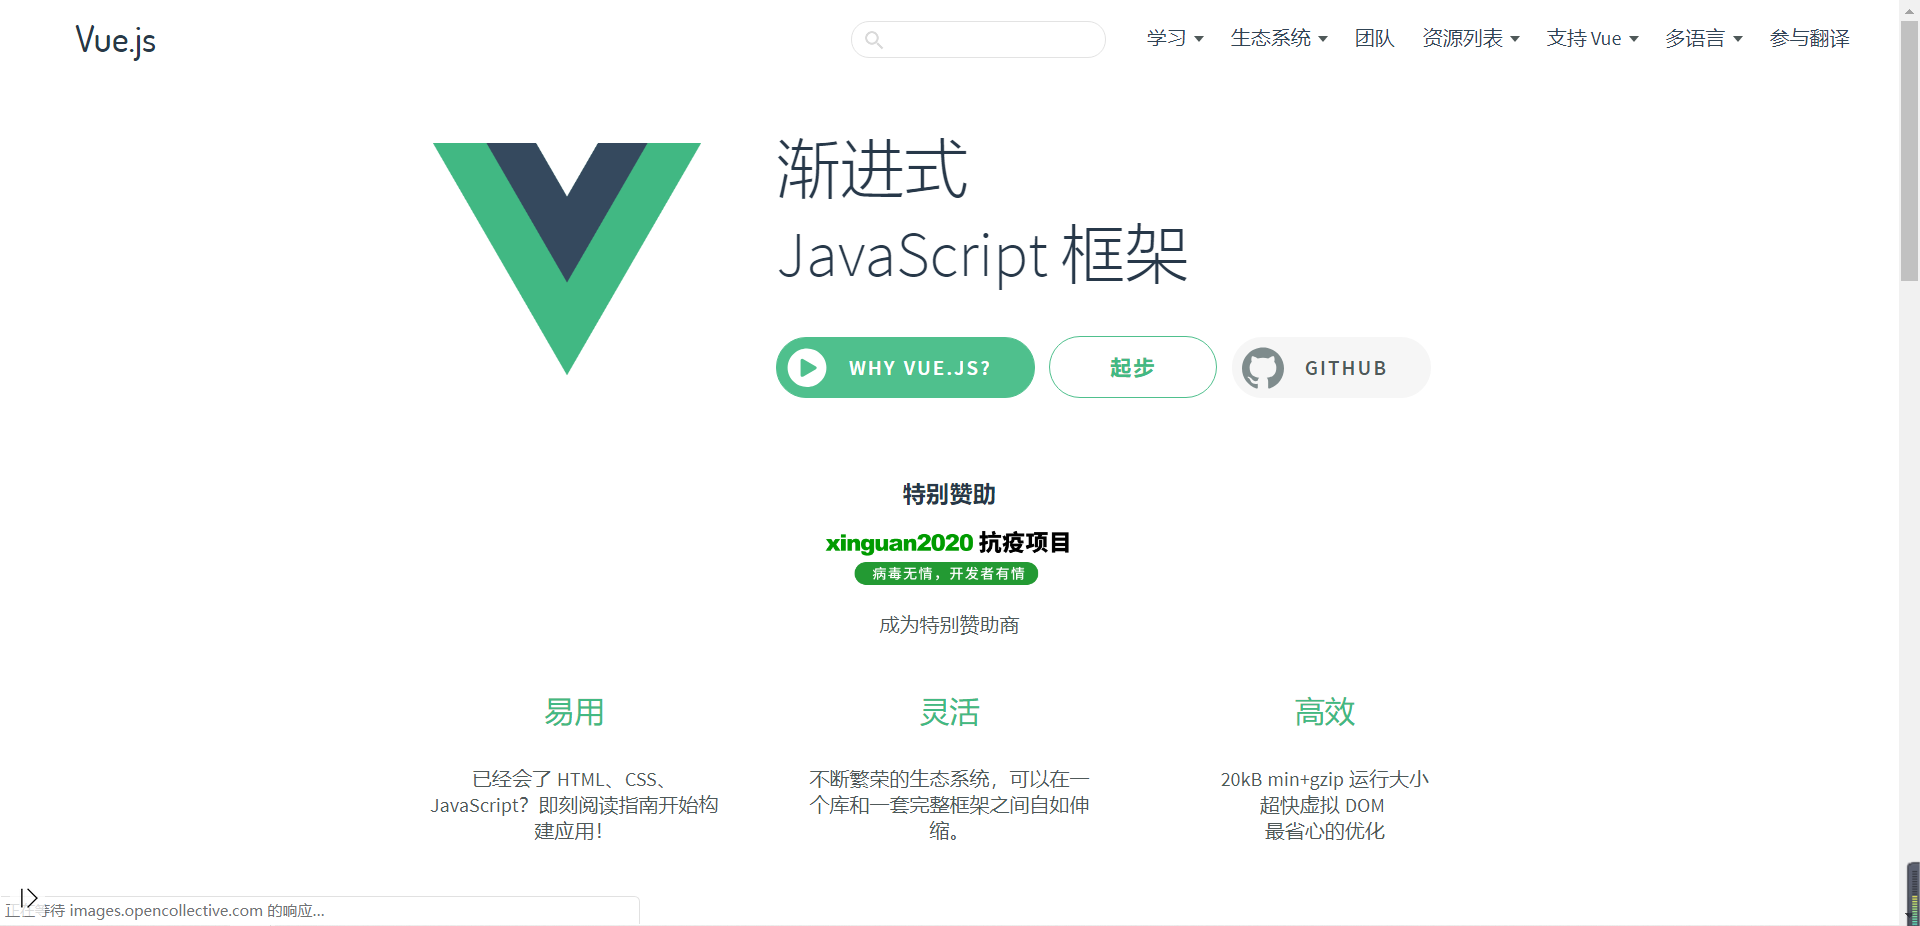 Vue.js
学习
生态系统
团队
资源列表
支持 Vue
多语言
参与翻译
渐进式
JavaScript 框架
WHY VUE.JS?
起步
GITHUB
特别赞助
xinguan2020 抗疫项目
病毒无情，开发者有情
成为特别赞助商
易用
已经会了 HTML、CSS、
JavaScript？即刻阅读指南开始构
建应用！
灵活
不断繁荣的生态系统，可以在一
个库和一套完整框架之间自如伸
缩。
高效
20kB min+gzip 运行大小
超快虚拟 DOM
最省心的优化
正在等待 images.opencollective.com 的响应...